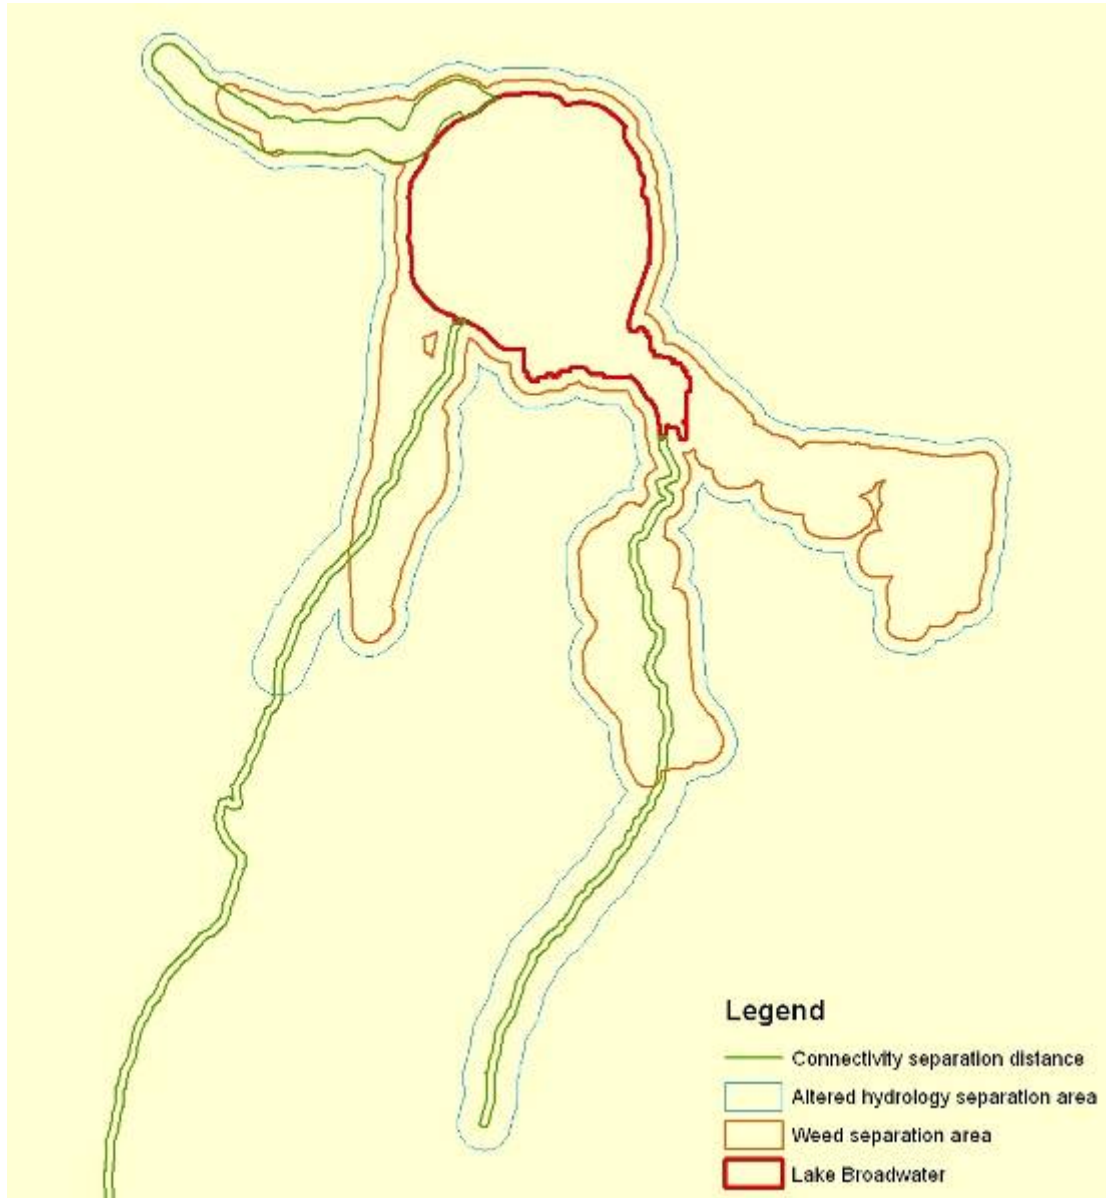 Legend
Connectivity separation distance
Altered hydrology separation area
Weed separation area
Lake Broadwater